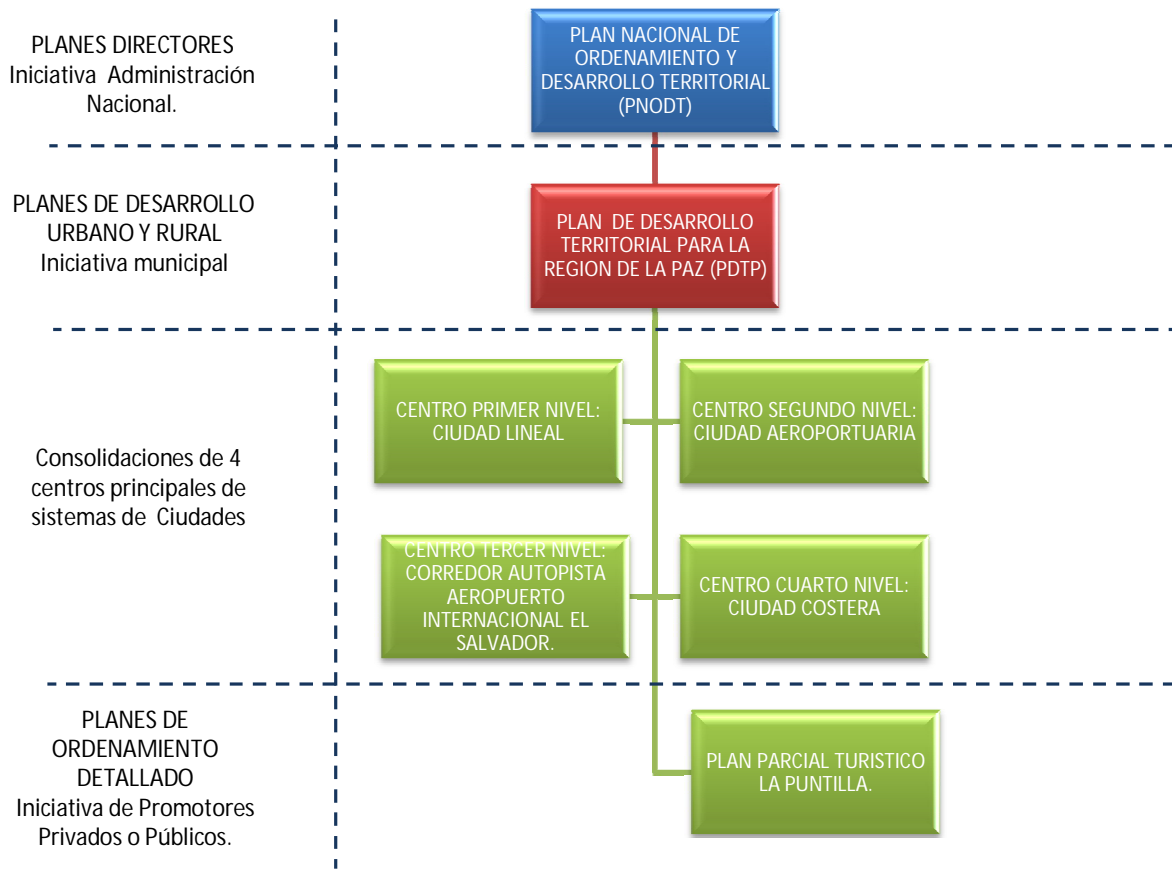 PLANES DIRECTORES
Iniciativa Administración
Nacional.
PLAN NACIONAL DE
ORDENAMIENTO Y
DESARROLLO TERRITORIAL
(PNODT)
PLANES DE DESARROLLO
URBANO Y RURAL
Iniciativa municipal
PLAN DE DESARROLLO
TERRITORIAL PARA LA
REGION DE LA PAZ (PDTP)
Consolidaciones de 4
centros principales de
sistemas de Ciudades
CENTRO PRIMER NIVEL:
CIUDAD LINEAL
CENTRO SEGUNDO NIVEL:
CIUDAD AEROPORTUARIA
CENTRO TERCER NIVEL:
CORREDOR AUTOPISTA
AEROPUERTO
INTERNACIONAL EL
SALVADOR.
CENTRO CUARTO NIVEL:
CIUDAD COSTERA
PLANES DE
ORDENAMIENTO
DETALLADO
Iniciativa de Promotores
Privados o Públicos.
PLAN PARCIAL TURISTICO
LA PUNTILLA.